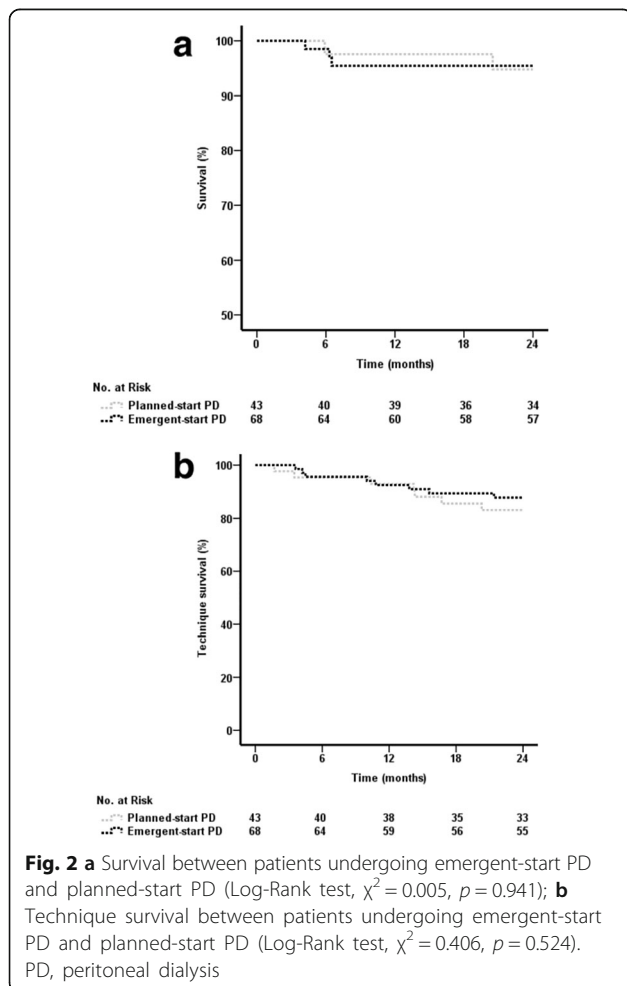 a
100
90
80
70
60
50
Survival (%)
0 6 12 18 24
Time (months)
No. at Risk
Planned-start PD 43 40 39 36 34
Emergent-start PD 68 64 60 58 57
b
100
80
60
40
20
0
Technique survival (%)
0 6 12 18 24
Time (months)
No. at Risk
Planned-start PD 43 40 38 35 33
Emergent-start PD 68 64 59 56 55
Fig. 2 a Survival between patients undergoing emergent-start PD
and planned-start PD (Log-Rank test, χ² = 0.005, p = 0.941); b
Technique survival between patients undergoing emergent-start
PD and planned-start PD (Log-Rank test, χ² = 0.406, p = 0.524).
PD, peritoneal dialysis